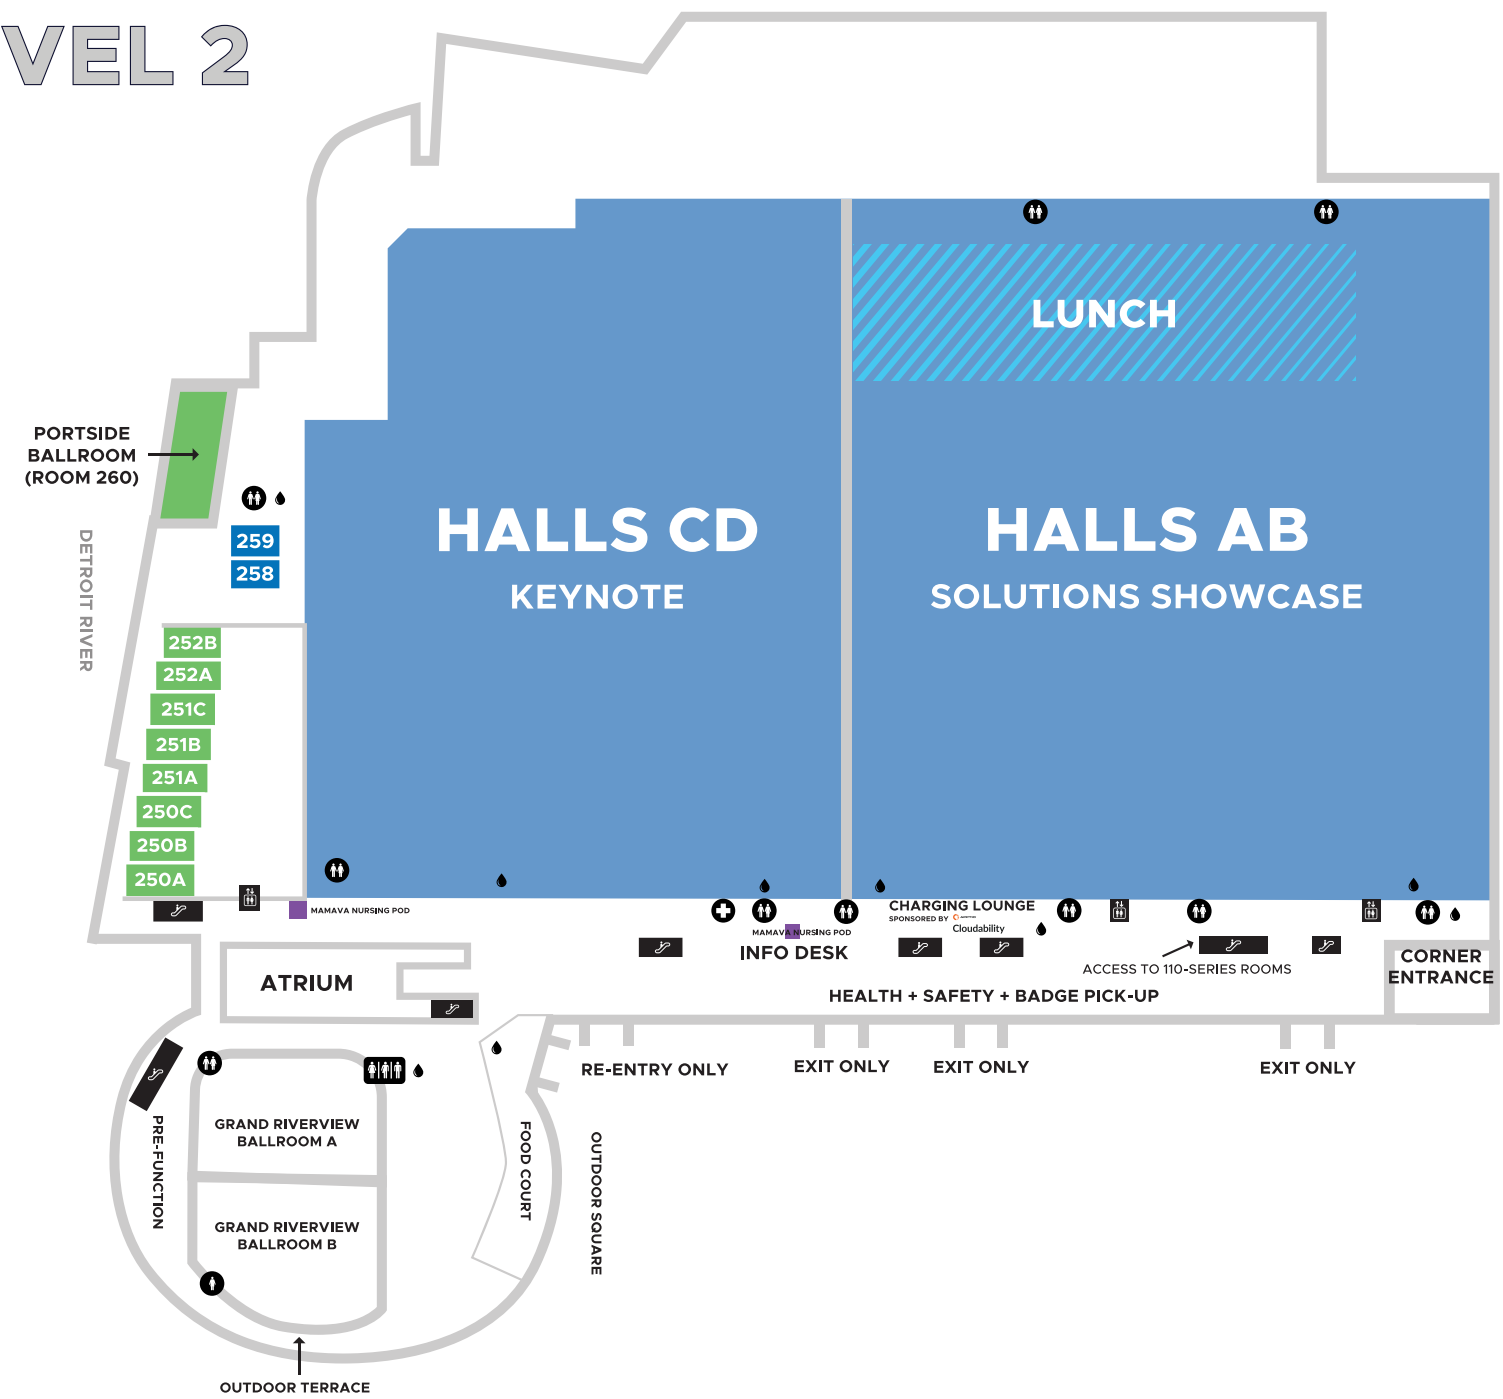 VEL 2
LUNCH
PORTSIDE
BALLROOM
(ROOM 260)
DETROIT RIVER
259
258
HALLS CD
KEYNOTE
HALLS AB
SOLUTIONS SHOWCASE
252B
252A
251C
251B
251A
250C
250B
250A
MAMAVA NURSING POD
MAMAVA NURSING POD
INFO DESK
CHARGING LOUNGE
SPONSORED BY
Cloudability
ACCESS TO 110-SERIES ROOMS
CORNER
ENTRANCE
ATRIUM
HEALTH + SAFETY + BADGE PICK-UP
RE-ENTRY ONLY
EXIT ONLY
EXIT ONLY
EXIT ONLY
PRE-FUNCTION
GRAND RIVERVIEW
BALLROOM A
GRAND RIVERVIEW
BALLROOM B
FOOD COURT
OUTDOOR SQUARE
OUTDOOR TERRACE